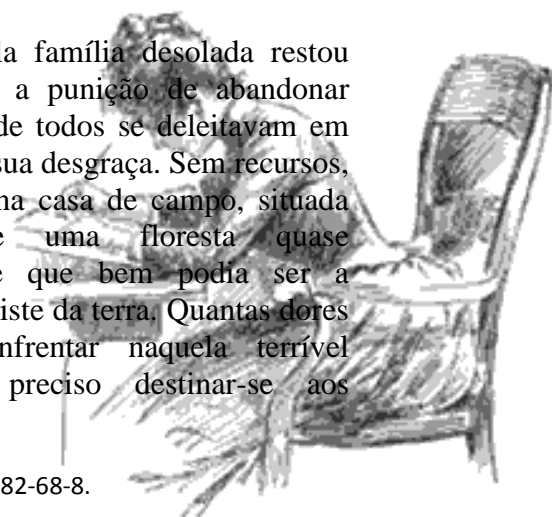 la família desolada restou
a punição de abandonar
de todos se deleitavam em
sua desgraça. Sem recursos,
na casa de campo, situada
e uma floresta quase
e que bem podia ser a
iste da terra. Quantas dores
nfrentar naquela terrível
preciso destinar-se aos
82-68-8.